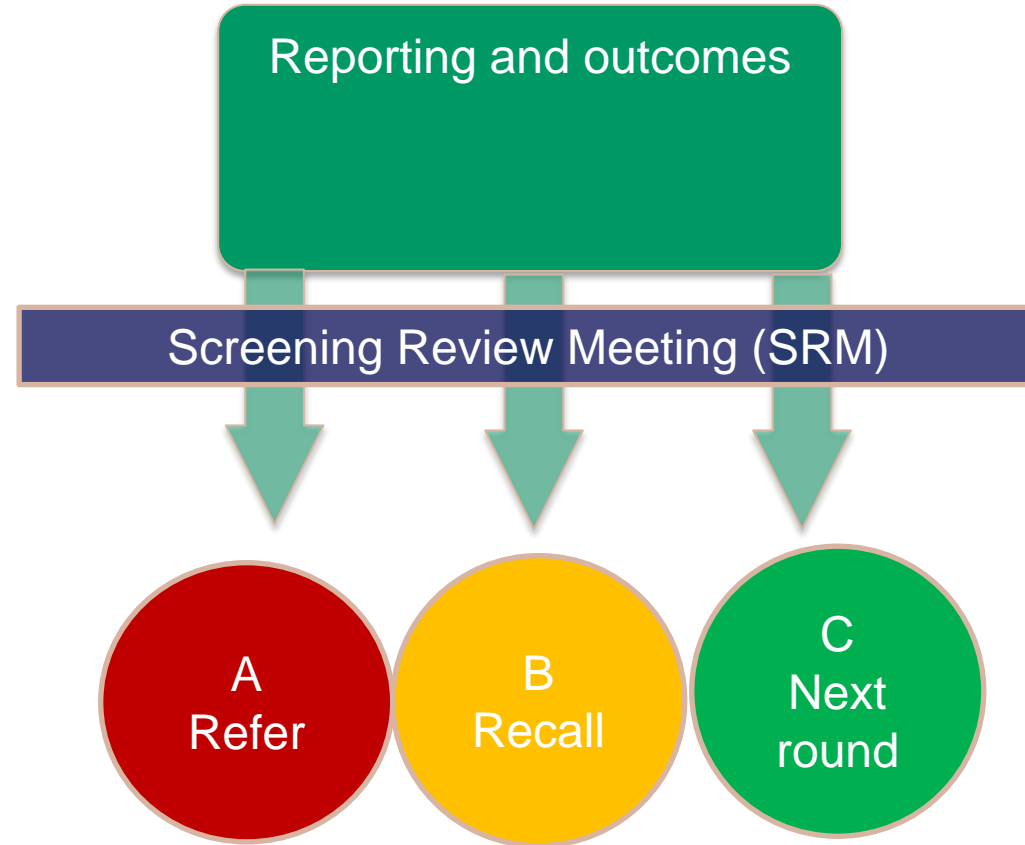 Reporting and outcomes
Screening Review Meeting (SRM)
A
Refer
B
Recall
C
Next
round